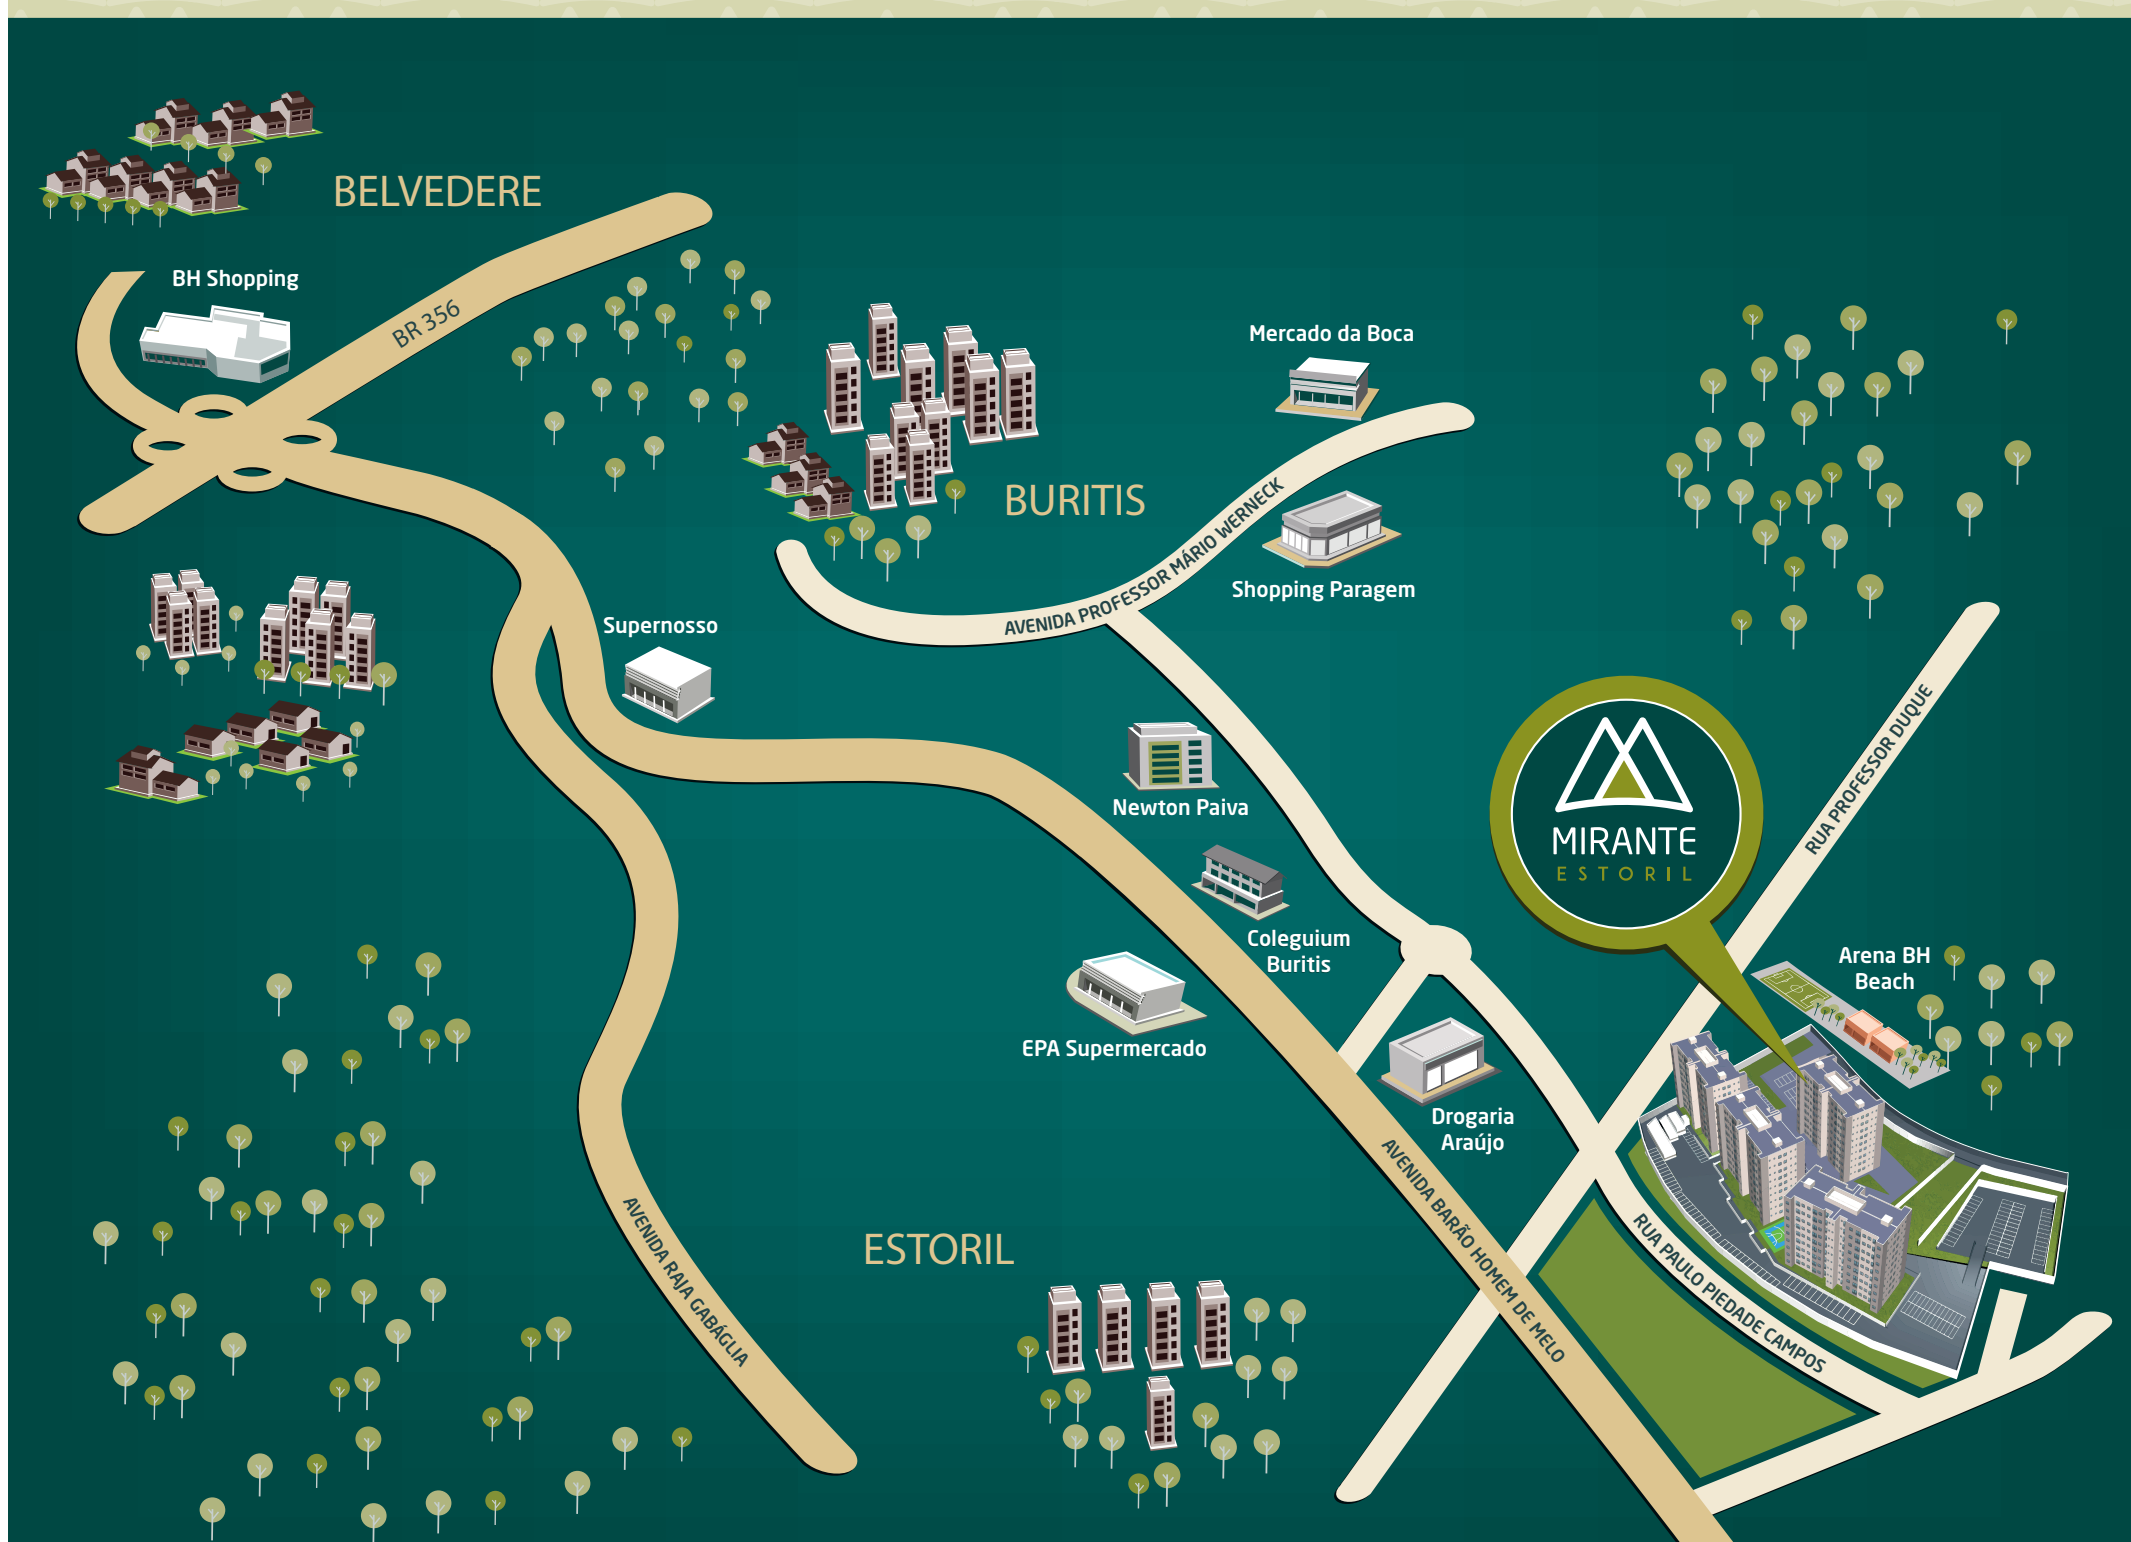 BELVEDERE
BH Shopping
BR 356
Mercado da Boca
BURITIS
AVENIDA PROFESSOR MÁRIO WERNECK
Shopping Paragem
Supernosso
Newton Paiva
RUA PROFESSOR DUQUE
MIRANTE
ESTORIL
Coleguium
Buritis
Arena BH
Beach
EPA Supermercado
Drogaria
Araújo
AVENIDA BARÃO HOMEM DE MELO
AVENIDA RAJA GABÁGLIA
ESTORIL
RUA PAULO PIEDADE CAMPOS